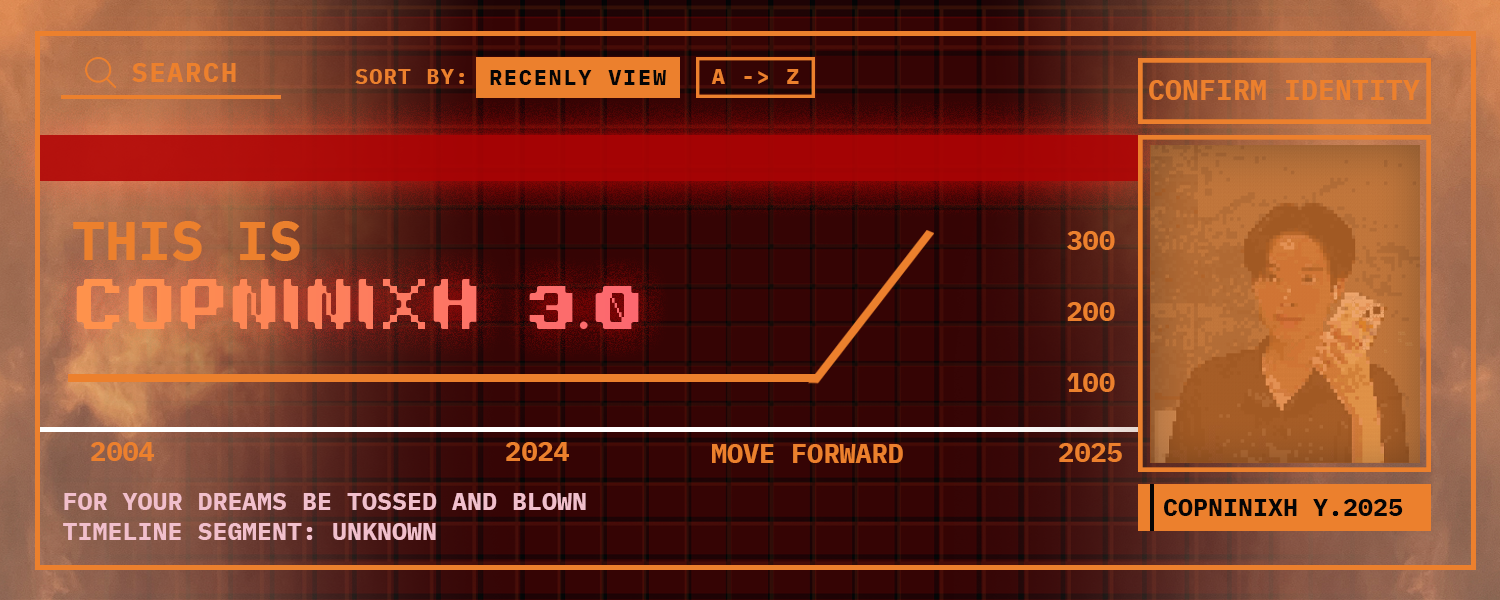 SEARCH
SORT BY: RECENLY VIEW A -> Z
CONFIRM IDENTITY
THIS IS
COPNINIXH 3.0
300
200
100
2004 2024 MOVE FORWARD 2025
FOR YOUR DREAMS BE TOSSED AND BLOWN
TIMELINE SEGMENT: UNKNOWN
COPNINIXH Y.2025